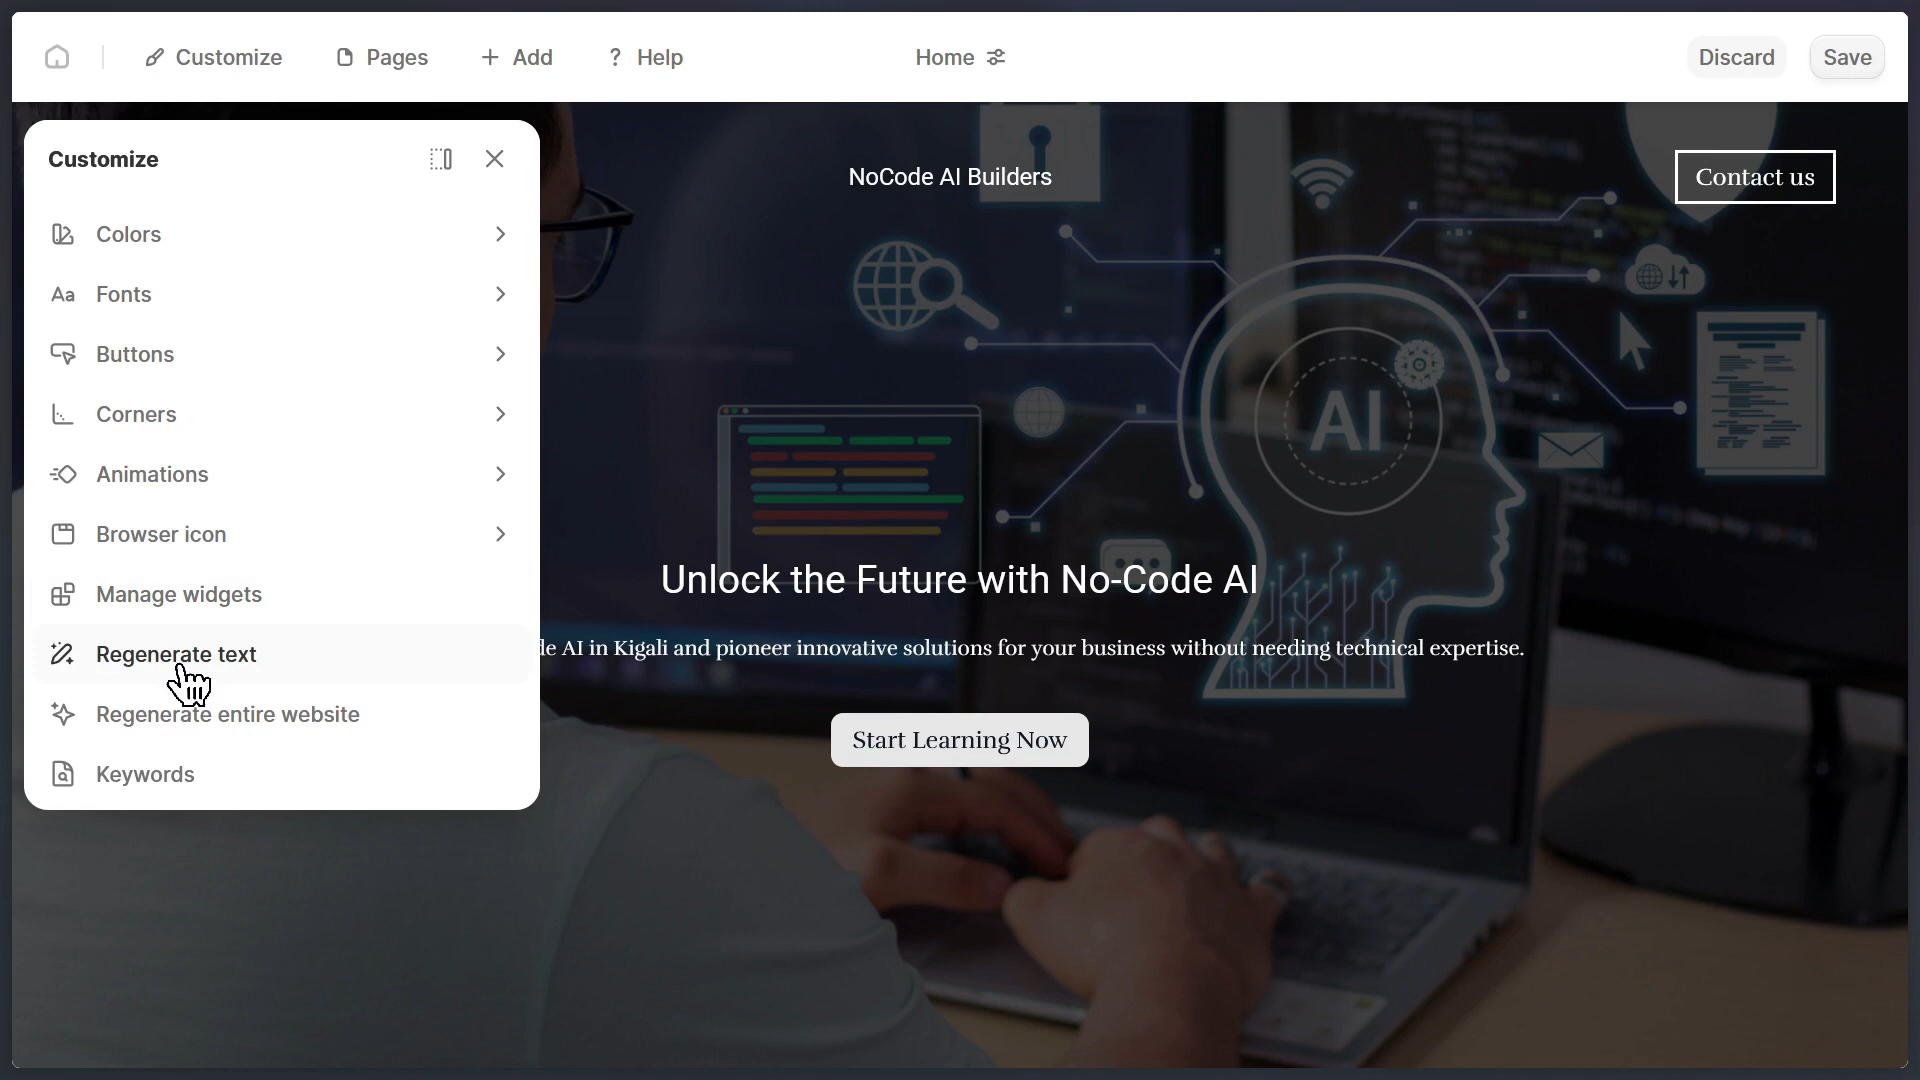 Customize
Pages
Add
? Help
Home
Discard
Save
Customize
Colors
Aa Fonts
Buttons
Corners
Animations
Browser icon
Manage widgets
Regenerate text
Regenerate entire website
Keywords
NoCode AI Builders
Contact us
AI
Unlock the Future with No-Code AI
AI in Kigali and pioneer innovative solutions for your business without needing technical expertise.
Start Learning Now